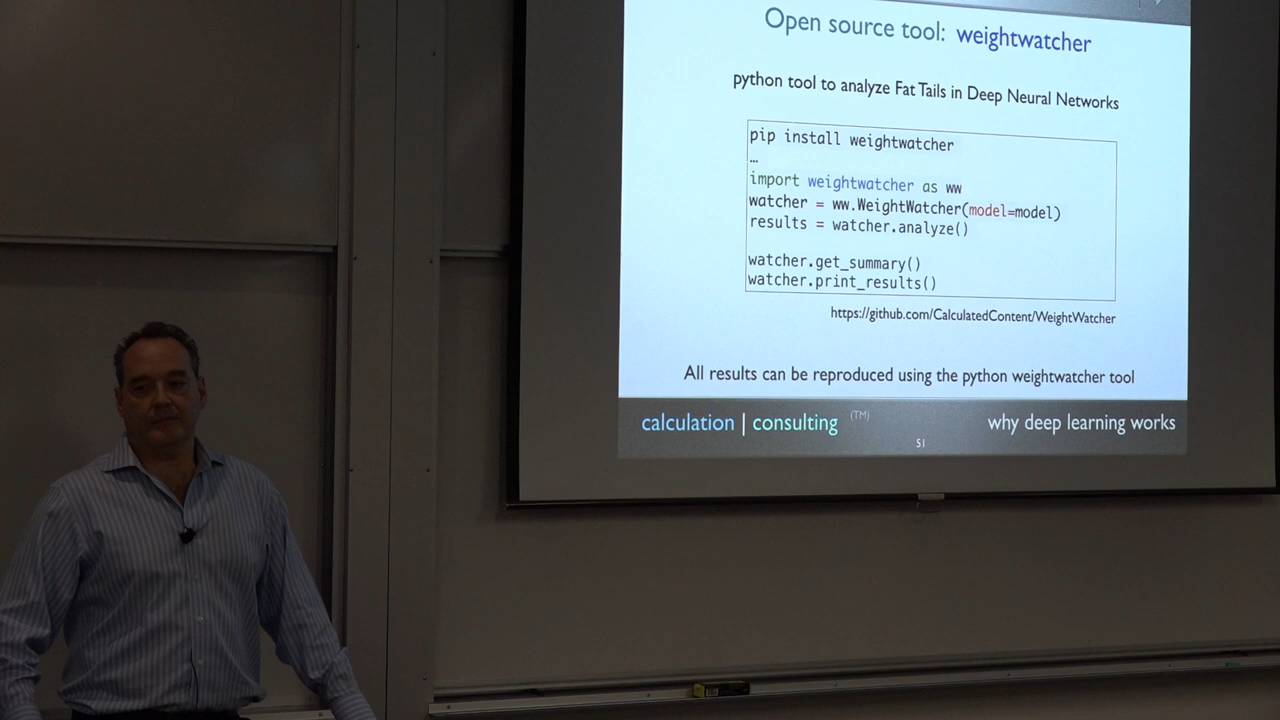 Open source tool: weightwatcher
python tool to analyze Fat Tails in Deep Neural Networks
pip install weightwatcher
…
import weightwatcher as ww
watcher = ww.WeightWatcher(model=model)
results = watcher.analyze()
watcher.get_summary()
watcher.print_results()
https://github.com/CalculatedContent/WeightWatcher
All results can be reproduced using the python weightwatcher tool
calculation | consulting (TM) why deep learning works
51